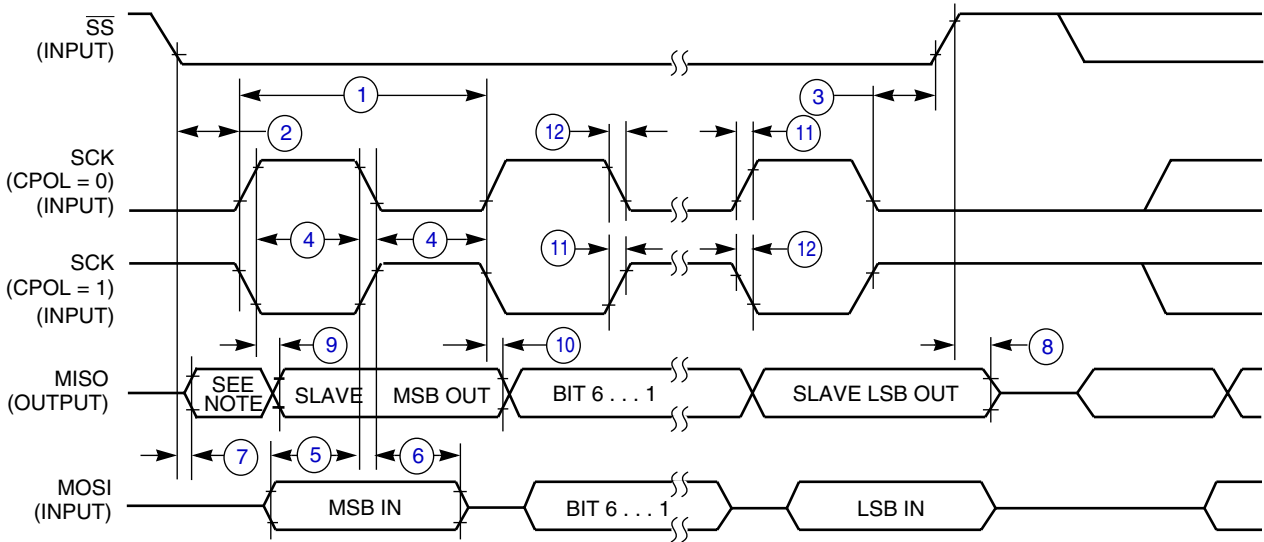 SS
(INPUT)
1
3
2
12
11
SCK
(CPOL = 0)
(INPUT)
4
4
11
12
SCK
(CPOL = 1)
(INPUT)
9
10
8
MISO
(OUTPUT)
SEE
NOTE
SLAVE
MSB OUT
BIT 6 . . . 1
SLAVE LSB OUT
7
5
6
MOSI
(INPUT)
MSB IN
BIT 6 . . . 1
LSB IN